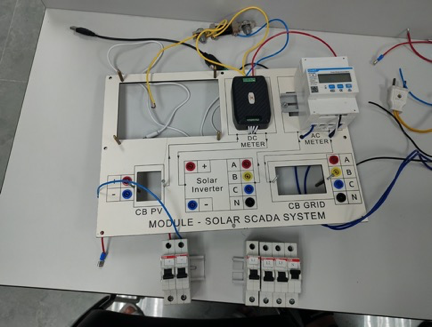 DC
METER
AC
METER
+
-
Solar
Inverter
+
-
A
B
C
N
A
B
C
N
CB PV
CB GRID
MODULE - SOLAR SCADA SYSTEM